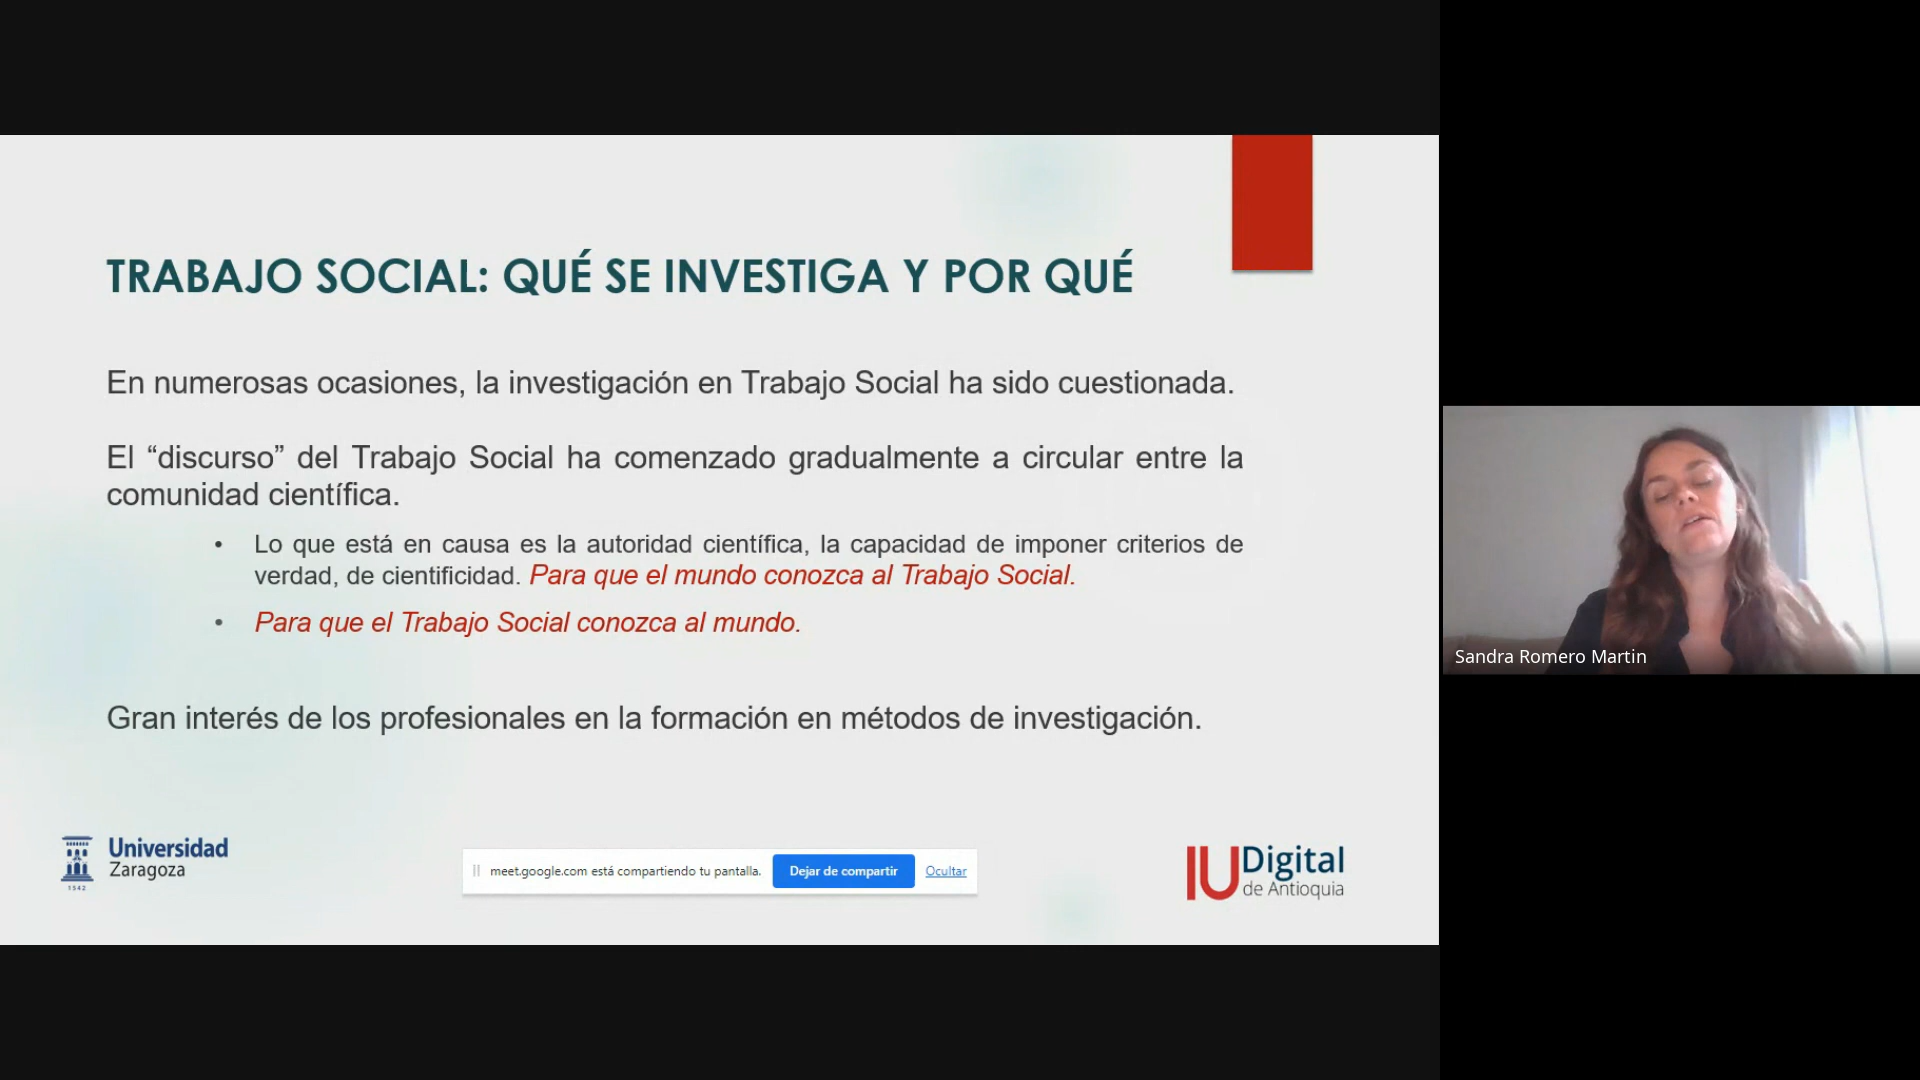 TRABAJO SOCIAL: QUÉ SE INVESTIGA Y POR QUÉ
En numerosas ocasiones, la investigación en Trabajo Social ha sido cuestionada.
El “discurso” del Trabajo Social ha comenzado gradualmente a circular entre la
comunidad científica.
• Lo que está en causa es la autoridad científica, la capacidad de imponer criterios de
verdad, de cientificidad. Para que el mundo conozca al Trabajo Social.
• Para que el Trabajo Social conozca al mundo.
Gran interés de los profesionales en la formación en métodos de investigación.
Universidad
Zaragoza
1542
meet.google.com está compartiendo tu pantalla. Dejar de compartir Ocultar
IU Digital
de Antioquia
Sandra Romero Martin